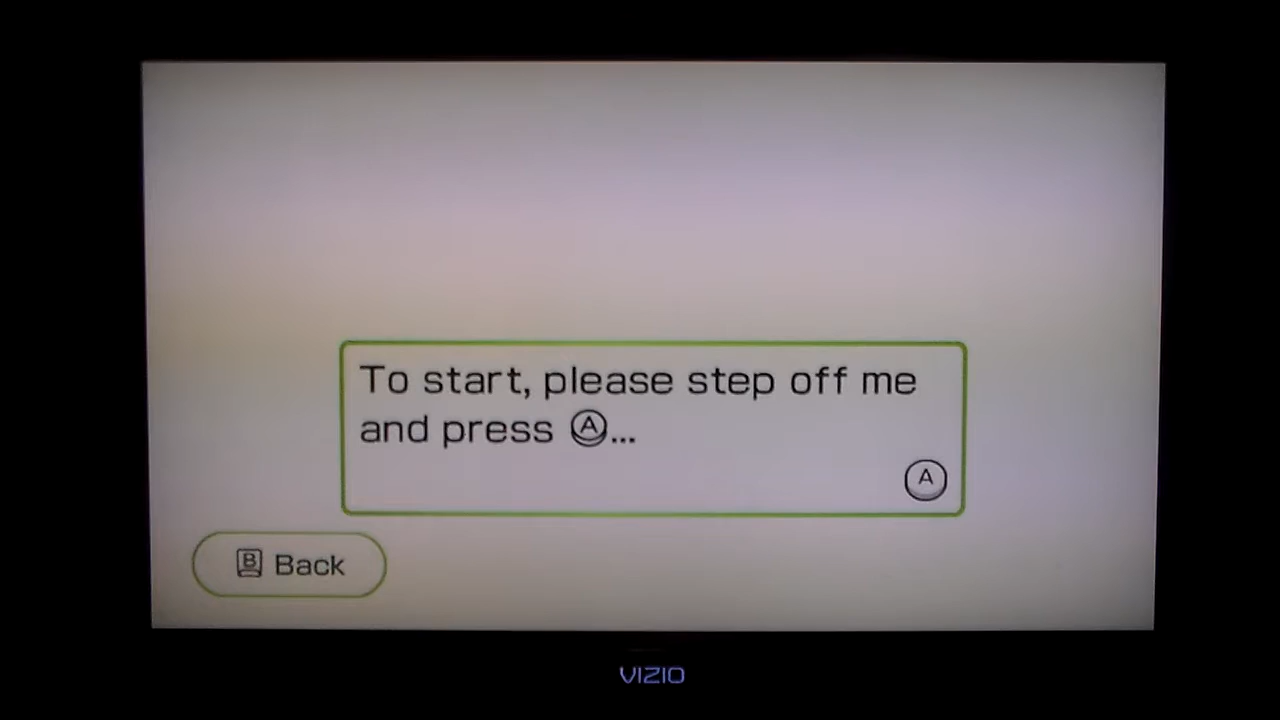 To start, please step off me
and press Ⓐ...
A
B Back
VIZIO